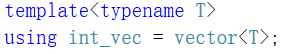 template<typename T>
using int_vec = vector<T>;